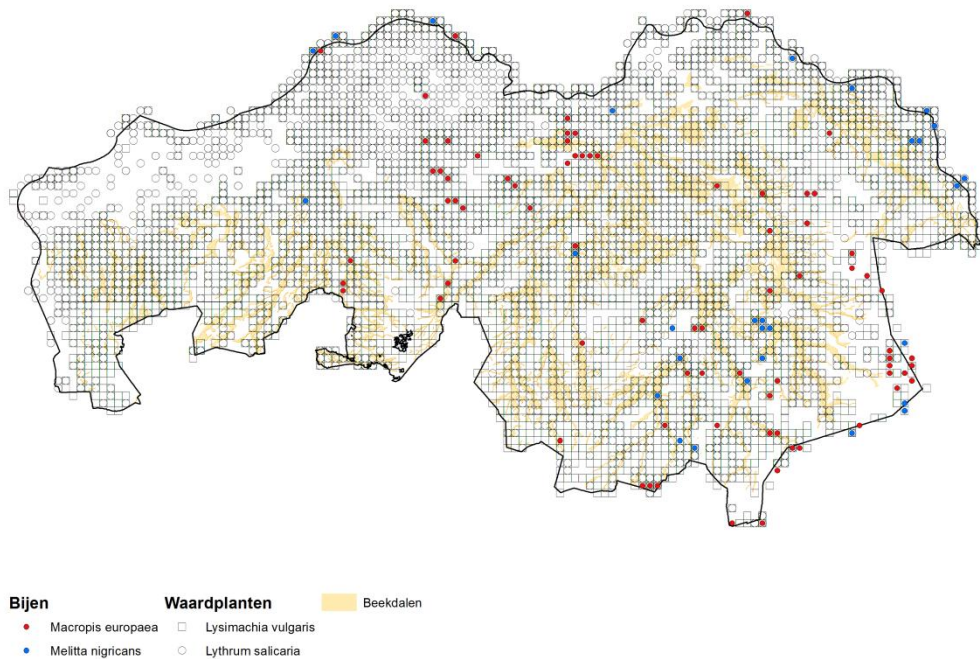 Bijen
Macropis europaea
Melitta nigricans
Waardplanten
Lysimachia vulgaris
Lythrum salicaria
Beekdalen